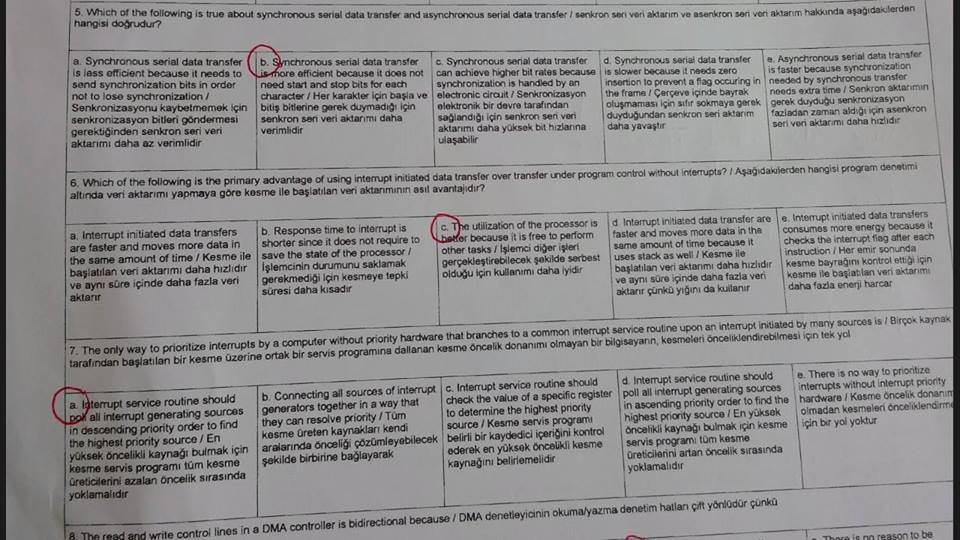 5. Which of the following is true about synchronous serial data transfer and asynchronous serial data transfer / senkron seri veri aktarım ve asenkron seri veri aktarım hakkında aşağıdakilerden
hangisi doğrudur?
a. Synchronous serial data transfer
is less efficient because it needs to
send synchronization bits in order
not to lose synchronization /
Senkronizasyonu kaybetmemek için
senkronizasyon bitleri göndermesi
gerektiğinden senkron seri veri
aktarımı daha az verimlidir
b. Synchronous serial data transfer
is more efficient because it does not
need start and stop bits for each
character / Her karakter için başla ve
bitiş bitlerine gerek duymadığı için
senkron seri veri aktarımı daha
verimlidir
c. Synchronous serial data transfer
can achieve higher bit rates because
synchronization is handled by an
electronic circuit / Senkronizasyon
elektronik bir devre tarafından
sağlandığı için senkron seri veri
aktarımı daha yüksek bit hızlarına
ulaşabilir
d. Synchronous serial data transfer
is slower because it needs zero
insertion to prevent a flag occuring in
the frame / Çerçeve içinde bayrak
oluşmaması için sıfır sokmaya gerek
duyduğundan senkron seri aktarım
daha yavaştır
e. Asynchronous serial data transfer
is faster because synchronization
needed by synchronous transfer
needs extra time / Senkron aktarımın
gerek duyduğu senkronizasyon
fazladan zaman aldığı için asenkron
seri veri aktarımı daha hızlıdır
6. Which of the following is the primary advantage of using interrupt initiated data transfer over transfer under program control without interrupts? / Aşağıdakilerden hangisi program denetimi
altında veri aktarımı yapmaya göre kesme ile başlatılan veri aktarımının asıl avantajıdır?
a. Interrupt initiated data transfers
are faster and moves more data in
the same amount of time / Kesme ile
başlatılan veri aktarımı daha hızlıdır
ve aynı süre içinde daha fazla veri
aktarır
b. Response time to interrupt is
shorter since it does not require to
save the state of the processor /
İşlemcinin durumunu saklamak
gerekmediği için kesmeye tepki
süresi daha kısadır
c. The utilization of the processor is
better because it is free to perform
other tasks / İşlemci diğer işleri
gerçekleştirebilecek şekilde serbest
olduğu için kullanımı daha iyidir
d. Interrupt initiated data transfer are
faster and moves more data in the
same amount of time because it
uses stack as well / Kesme ile
başlatılan veri aktarımı daha hızlıdır
ve aynı süre içinde daha fazla veri
aktarır çünkü yığını da kullanır
e. Interrupt initiated data transfers
consumes more energy because it
checks the interrupt flag after each
instruction / Her emir sonunda
kesme bayrağını kontrol ettiği için
kesme ile başlatılan veri aktarımı
daha fazla enerji harcar
7. The only way to prioritize interrupts by a computer without priority hardware that branches to a common interrupt service routine upon an interrupt initiated by many sources is / Birçok kaynak
tarafından başlatılan bir kesme üzerine ortak bir servis programına dallanan kesme öncelik donanımı olmayan bir bilgisayarın, kesmeleri önceliklendirebilmesi için tek yol
a. Interrupt service routine should
poll all interrupt generating sources
in descending priority order to find
the highest priority source / En
yüksek öncelikli kaynağı bulmak için
kesme servis programı tüm kesme
üreticilerini azalan öncelik sırasında
yoklamalıdır
b. Connecting all sources of interrupt
generators together in a way that
they can resolve priority / Tüm
kesme üreten kaynakları kendi
aralarında önceliği çözümleyebilecek
şekilde birbirine bağlayarak
c. Interrupt service routine should
check the value of a specific register
to determine the highest priority
source / Kesme servis programı
belirli bir kaydedici içeriğini kontrol
ederek en yüksek öncelikli kesme
kaynağını belirlemelidir
d. Interrupt service routine should
poll all interrupt generating sources
in ascending priority order to find the
highest priority source / En yüksek
öncelikli kaynağı bulmak için kesme
servis programı tüm kesme
üreticilerini artan öncelik sırasında
yoklamalıdır
e. There is no way to prioritize
interrupts without interrupt priority
hardware / Kesme öncelik donanım
olmadan kesmeleri önceliklendirme
için bir yol yoktur
8. The read and write control lines in a DMA controller is bidirectional because / DMA denetleyicinin okuma/yazma denetim hatları çift yönlüdür çünkü
There is no reason to be